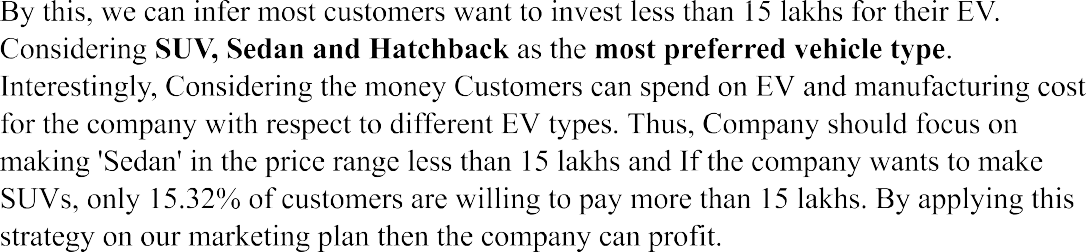 By this, we can infer most customers want to invest less than 15 lakhs for their EV.
Considering SUV, Sedan and Hatchback as the most preferred vehicle type.
Interestingly, Considering the money Customers can spend on EV and manufacturing cost
for the company with respect to different EV types. Thus, Company should focus on
making 'Sedan' in the price range less than 15 lakhs and If the company wants to make
SUVs, only 15.32% of customers are willing to pay more than 15 lakhs. By applying this
strategy on our marketing plan then the company can profit.